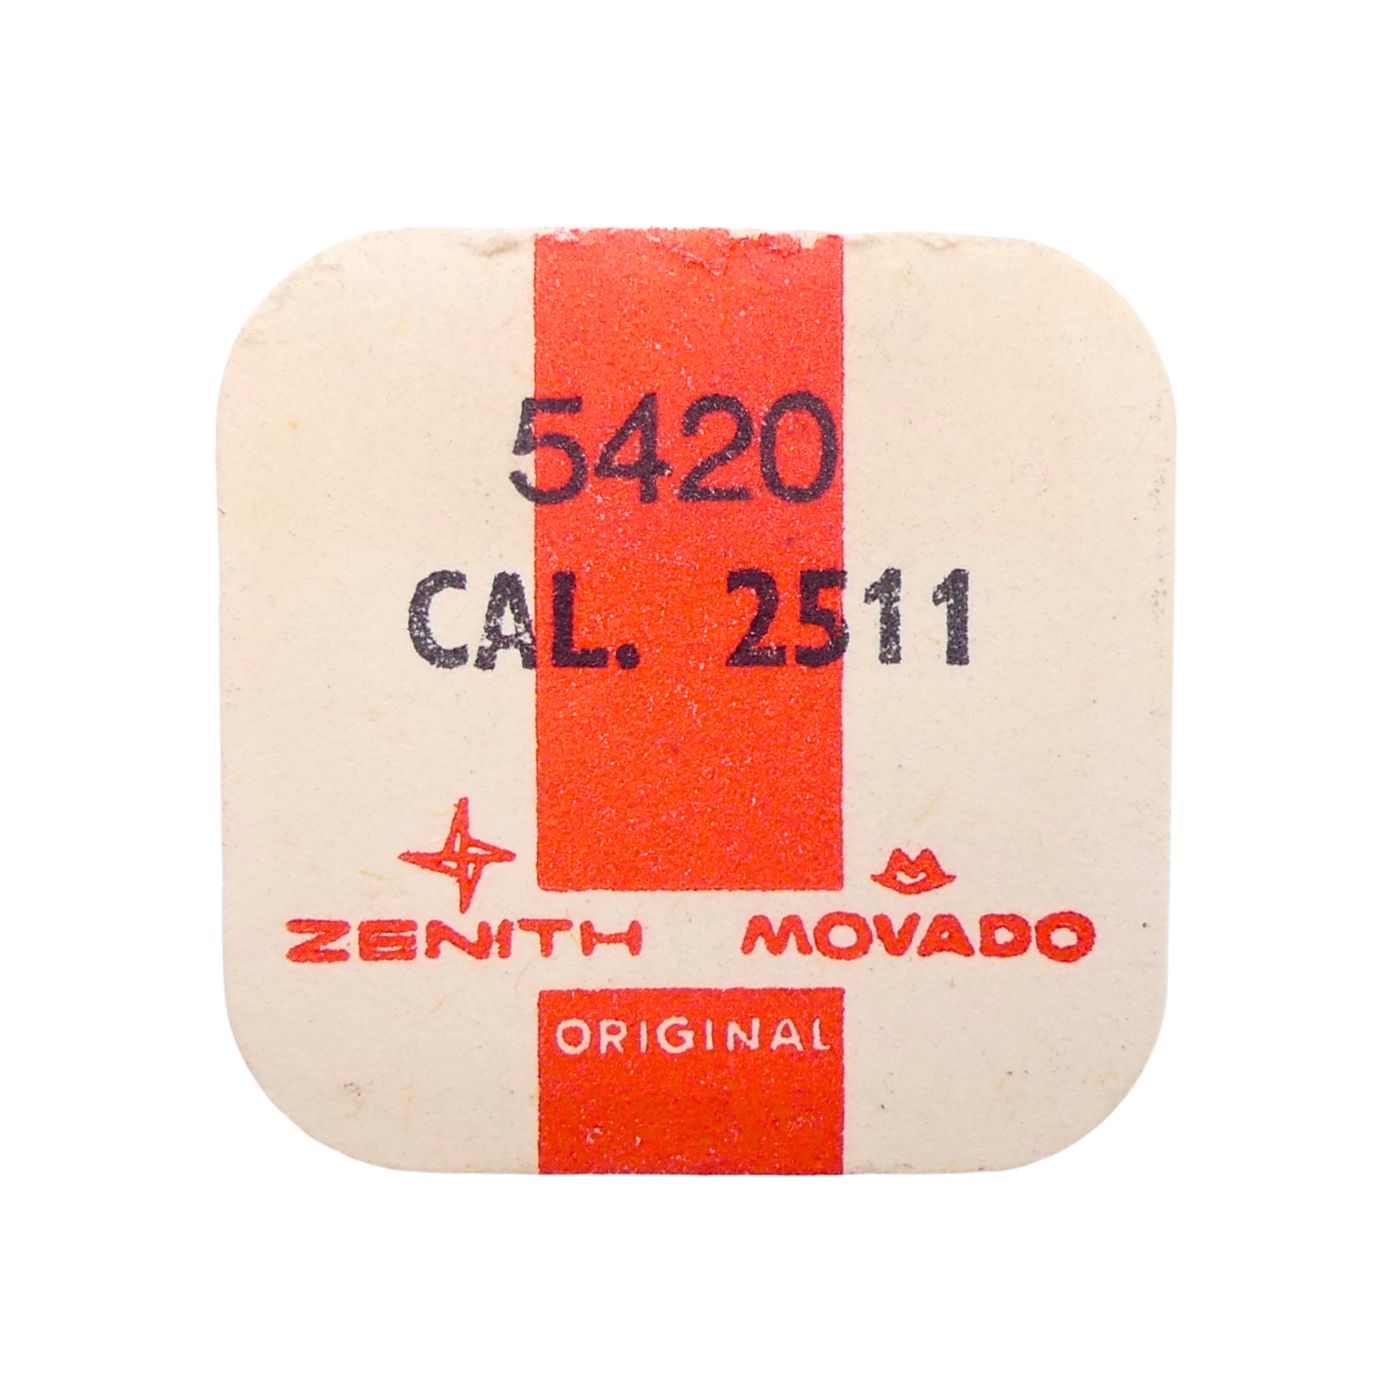 5420
CAL. 2511
ZENITH MOVADO
ORIGINAL